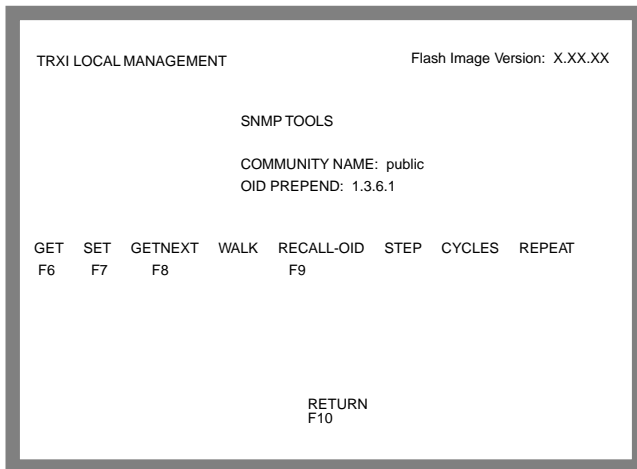 TRXI LOCAL MANAGEMENT Flash Image Version: X.XX.XX
SNMP TOOLS
COMMUNITY NAME: public
OID PREPEND: 1.3.6.1
GET SET GETNEXT WALK RECALL-OID STEP CYCLES REPEAT
F6 F7 F8 F9
RETURN
F10